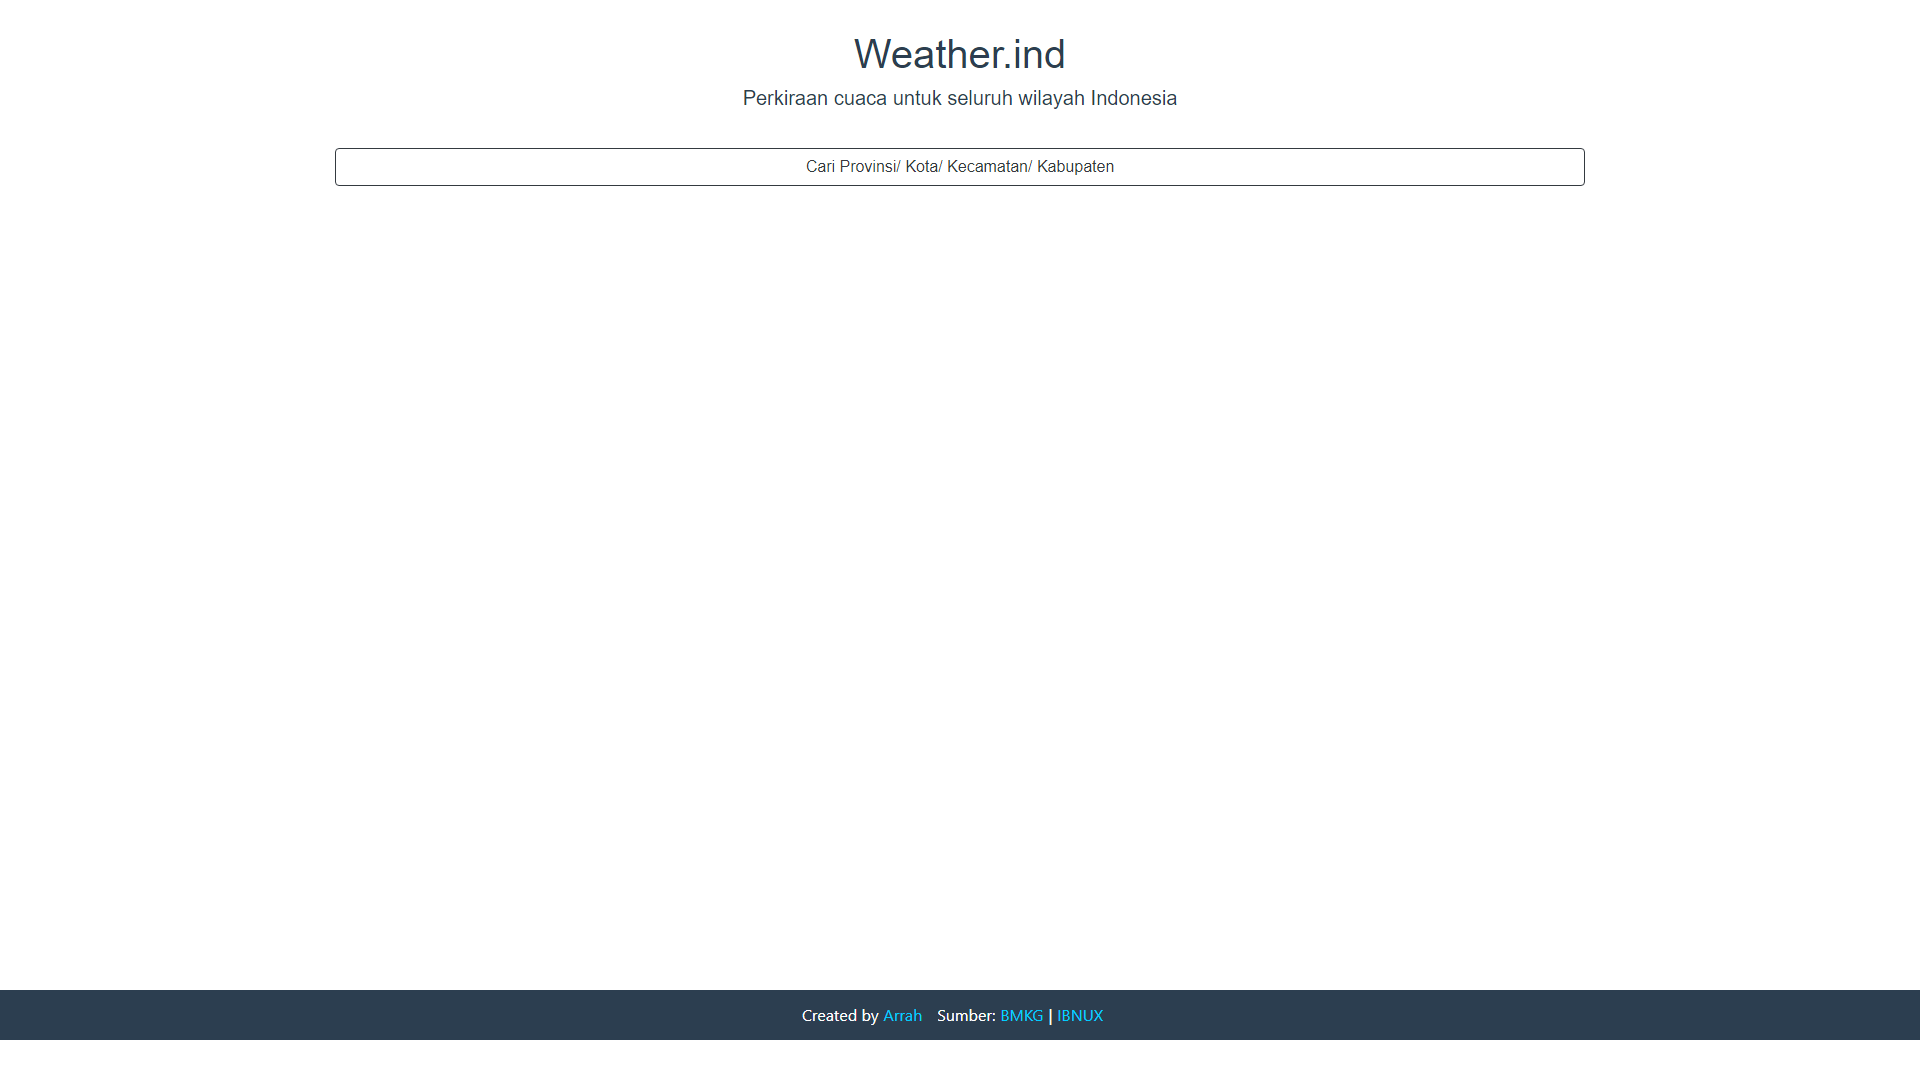 Weather.ind
Perkiraan cuaca untuk seluruh wilayah Indonesia
Cari Provinsi/ Kota/ Kecamatan/ Kabupaten
Created by Arrah Sumber: BMKG | IBNUX